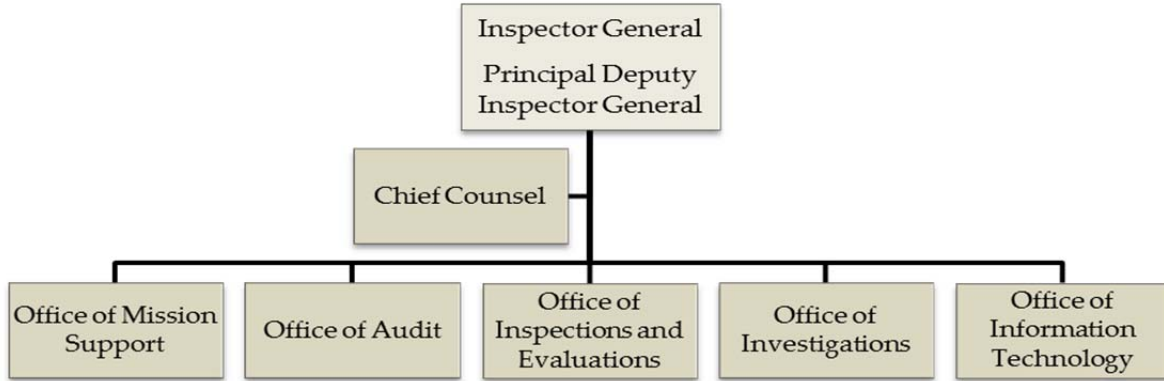 Inspector General
Principal Deputy
Inspector General
Chief Counsel
Office of Mission
Support
Office of Audit
Office of
Inspections and
Evaluations
Office of
Investigations
Office of
Information
Technology